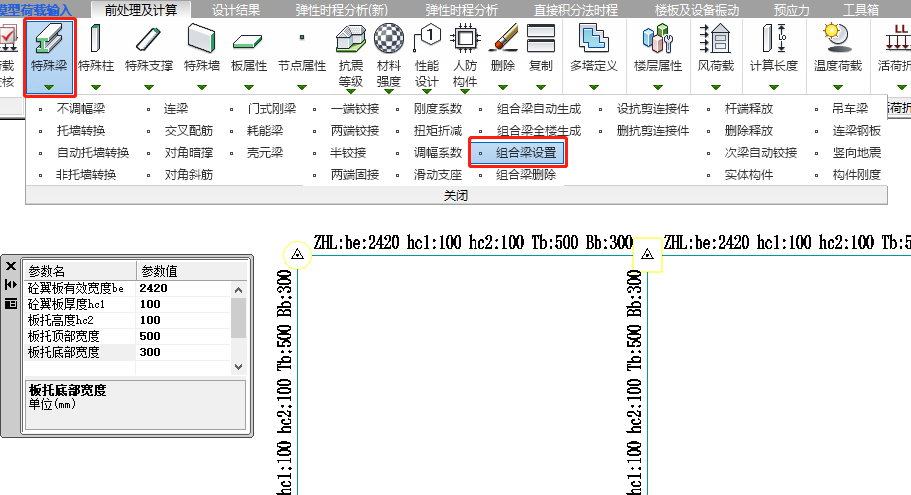 模型荷载输入 前处理及计算 设计结果 弹性时程分析(新) 弹性时程分析 直接积分法时程 楼板及设备振动 预应力 工具箱
荷载 特殊梁 特殊柱 特殊支撑 特殊墙 板属性 节点属性 抗震 材料 性能 人防 删除 复制 多塔定义 楼层属性 风荷载 计算长度 温度荷载 活荷折
校核 等级 强度 设计 构件
不调幅梁 连梁 门式刚梁 一端铰接 刚度系数 组合梁自动生成 设抗剪连接件 杆端释放 吊车梁 活荷折
托墙转换 交叉配筋 耗能梁 两端铰接 扭矩折减 组合梁全楼生成 删抗剪连接件 删除释放 连梁钢板
自动托墙转换 对角暗撑 壳元梁 半铰接 调幅系数 组合梁设置 次梁自动铰接 竖向地震
非托墙转换 对角斜筋 两端固接 滑动支座 组合梁删除 实体构件 构件刚度
关闭
ZHL:be:2420 hc1:100 hc2:100 Tb:500 Bb:300
ZHL:be:2420 hc1:100 hc2:100 Tb:5
hc1:100 hc2:100 Tb:500 Bb:300
hc1:100 hc2:100 Tb:500 Bb:300
参数名 参数值
砼翼板有效宽度be 2420
砼翼板厚度hc1 100
板托高度hc2 100
板托顶部宽度 500
板托底部宽度 300
板托底部宽度
单位(mm)